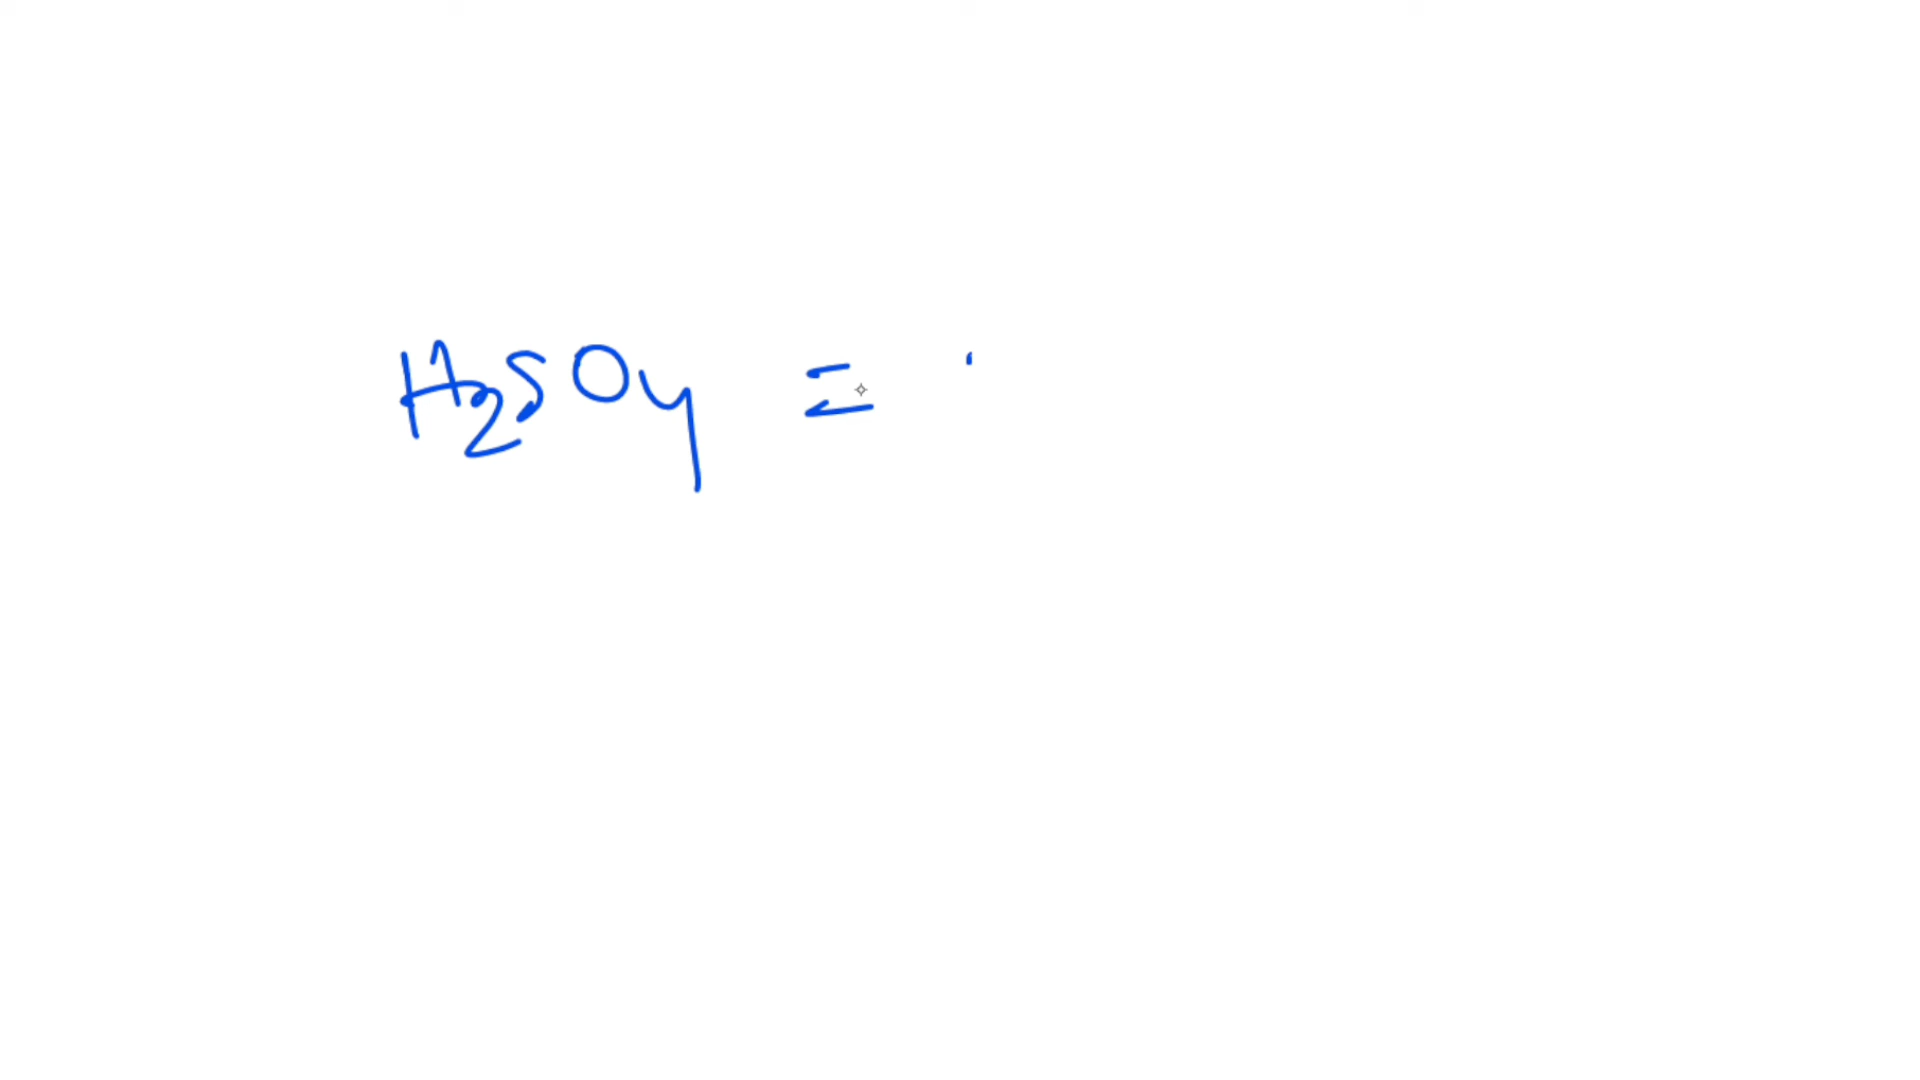 H₂SO₄ =